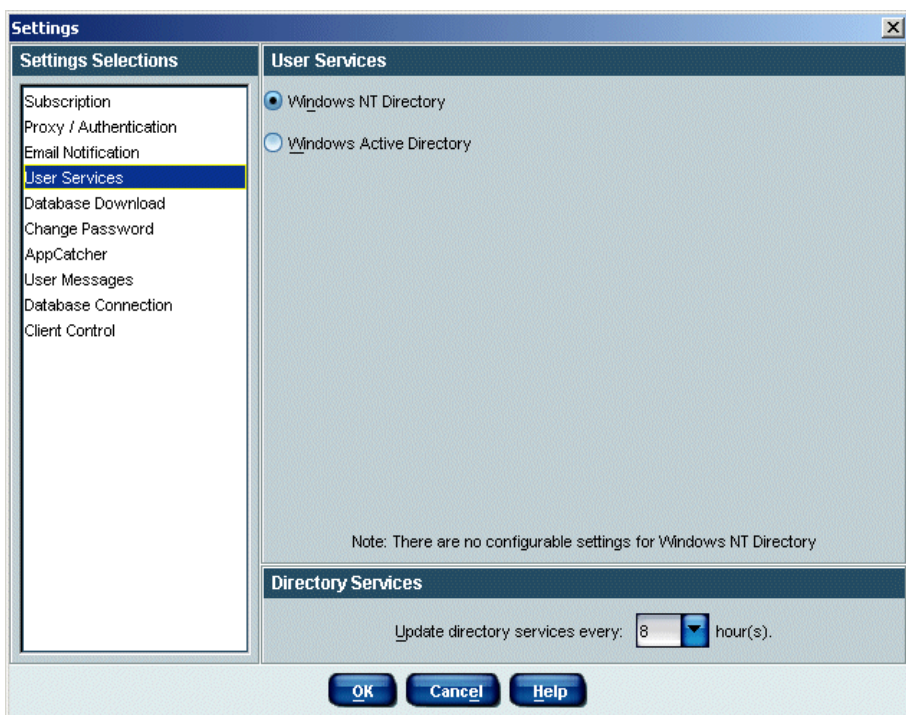 Settings
Settings Selections
Subscription
Proxy / Authentication
Email Notification
User Services
Database Download
Change Password
AppCatcher
User Messages
Database Connection
Client Control
User Services
Windows NT Directory
Windows Active Directory
Note: There are no configurable settings for Windows NT Directory
Directory Services
Update directory services every: 8 hour(s).
OK Cancel Help